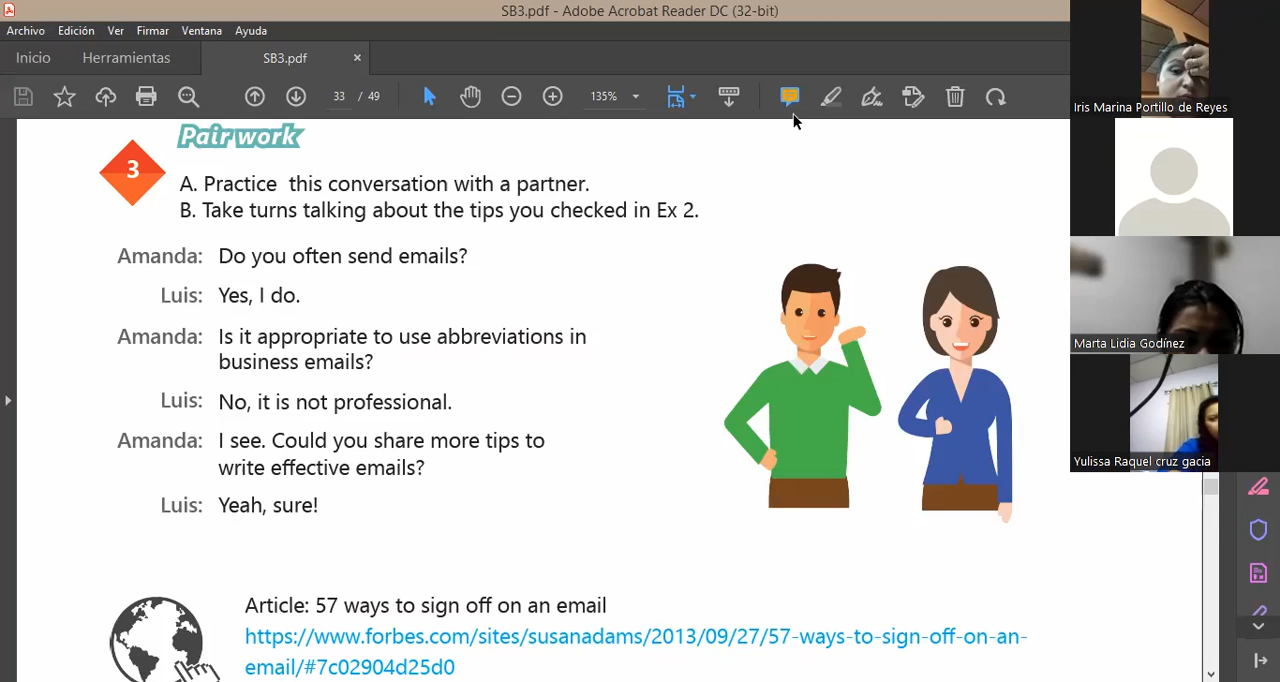 SB3.pdf - Adobe Acrobat Reader DC (32-bit)
Archivo Edición Ver Firmar Ventana Ayuda
Inicio Herramientas SB3.pdf ×
33 / 49 135%
Pair work
3
A. Practice this conversation with a partner.
B. Take turns talking about the tips you checked in Ex 2.
Amanda: Do you often send emails?
Luis: Yes, I do.
Amanda: Is it appropriate to use abbreviations in
business emails?
Luis: No, it is not professional.
Amanda: I see. Could you share more tips to
write effective emails?
Luis: Yeah, sure!
Article: 57 ways to sign off on an email
https://www.forbes.com/sites/susanadams/2013/09/27/57-ways-to-sign-off-on-an-
email/#7c02904d25d0
Iris Marina Portillo de Reyes
Marta Lidia Godínez
Yulissa Raquel cruz gacia